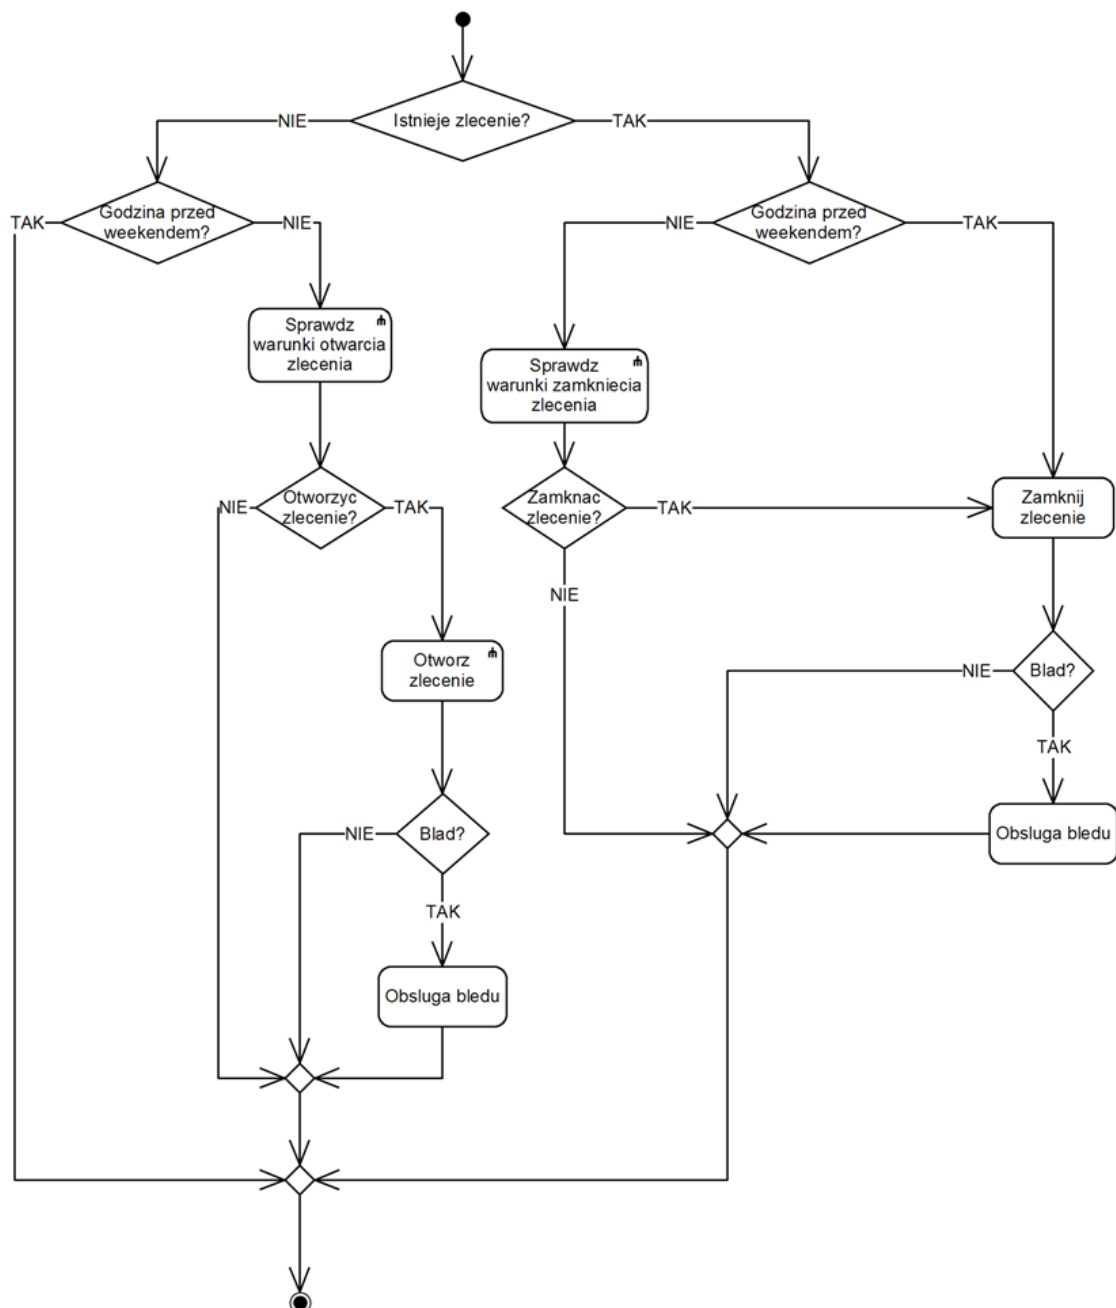 Istnieje zlecenie?
NIE
TAK
Godzina przed
weekendem?
TAK
NIE
Godzina przed
weekendem?
NIE
TAK
Sprawdz
warunki otwarcia
zlecenia
Sprawdz
warunki zamkniecia
zlecenia
Otworzyc
zlecenie?
NIE
TAK
Zamknac
zlecenie?
TAK
NIE
Zamknij
zlecenie
Otworz
zlecenie
Blad?
NIE
TAK
Obsluga bledu
Blad?
NIE
TAK
Obsluga bledu